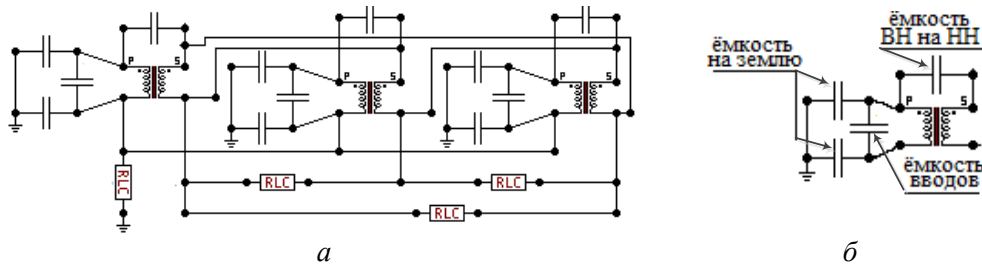 ёмкость
ВН на НН
ёмкость
на землю
P S
P S
P S
P S
RLC
RLC
RLC
RLC
ёмкость
вводов
а
б